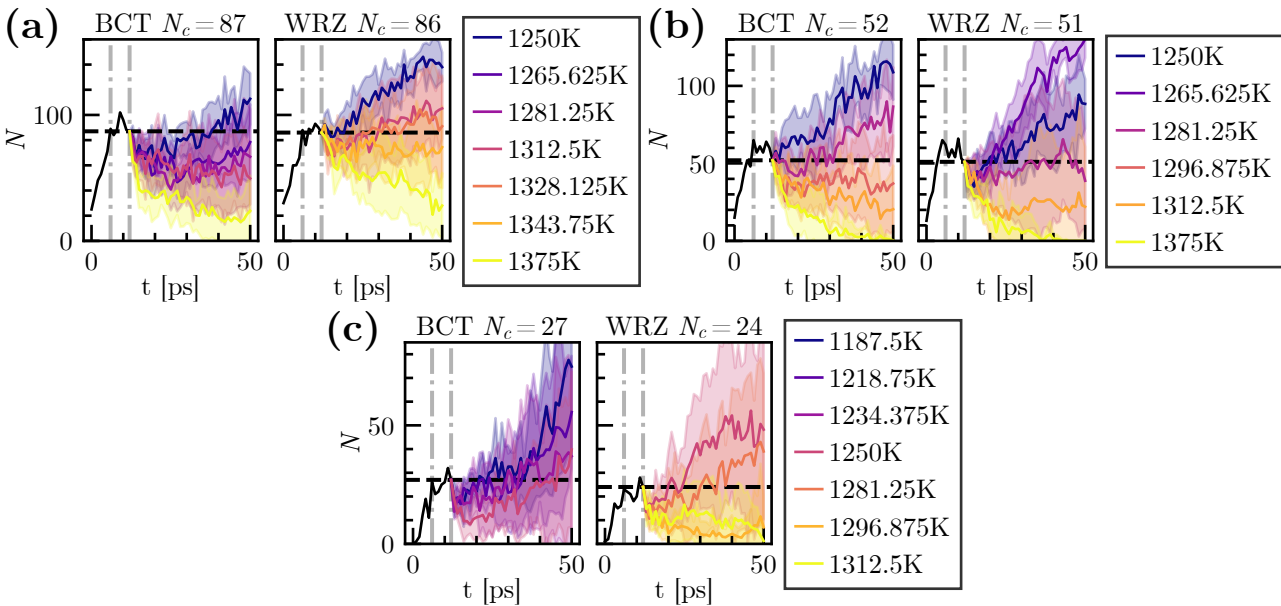 (a)
BCT N_c = 87
WRZ N_c = 86
N
100
0
0
50
0
50
t [ps]
t [ps]
1250K
1265.625K
1281.25K
1312.5K
1328.125K
1343.75K
1375K
(b)
BCT N_c = 52
WRZ N_c = 51
N
100
50
0
0
50
0
50
t [ps]
t [ps]
1250K
1265.625K
1281.25K
1296.875K
1312.5K
1375K
(c)
BCT N_c = 27
WRZ N_c = 24
N
50
0
0
50
0
50
t [ps]
t [ps]
1187.5K
1218.75K
1234.375K
1250K
1281.25K
1296.875K
1312.5K